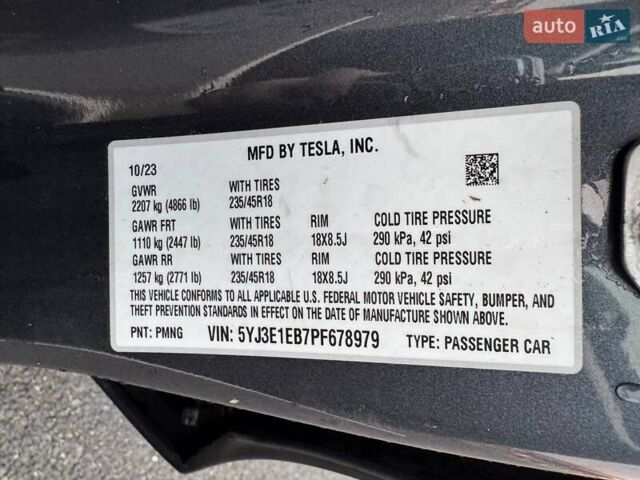 auto RIA.com
MFD BY TESLA, INC.
10/23
GVWR WITH TIRES
2207 kg (4866 lb) 235/45R18
GAWR FRT WITH TIRES RIM COLD TIRE PRESSURE
1110 kg (2447 lb) 235/45R18 18X8.5J 290 kPa, 42 psi
GAWR RR WITH TIRES RIM COLD TIRE PRESSURE
1257 kg (2771 lb) 235/45R18 18X8.5J 290 kPa, 42 psi
THIS VEHICLE CONFORMS TO ALL APPLICABLE U.S. FEDERAL MOTOR VEHICLE SAFETY, BUMPER, AND
THEFT PREVENTION STANDARDS IN EFFECT ON THE DATE OF MANUFACTURE SHOWN ABOVE.
PNT: PMNG VIN: 5YJ3E1EB7PF678979 TYPE: PASSENGER CAR